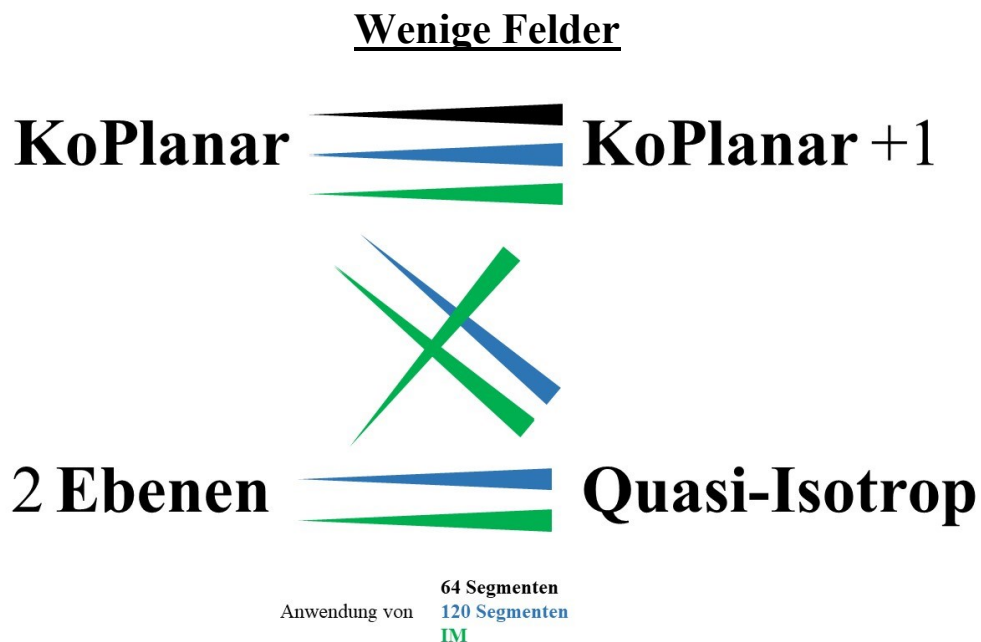 Wenige Felder
KoPlanar KoPlanar +1
2 Ebenen Quasi-Isotrop
64 Segmenten
Anwendung von 120 Segmenten
IM